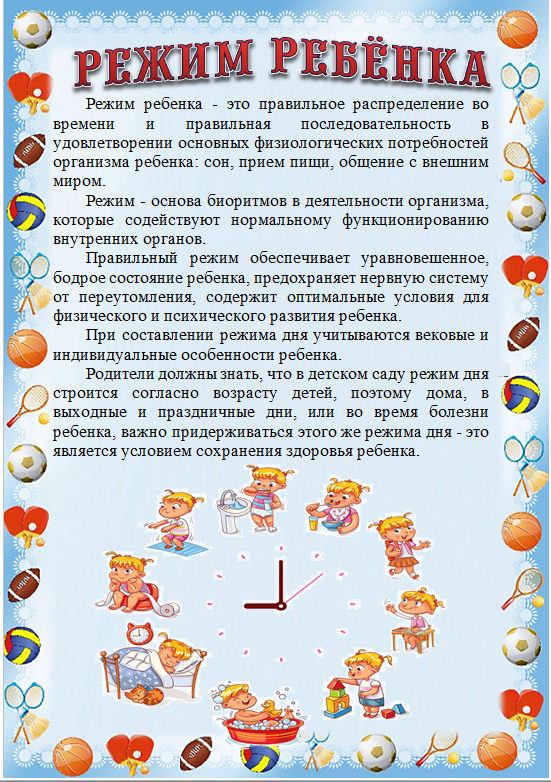 РЕЖИМ РЕБЁНКА
Режим ребенка - это правильное распределение во
времени и правильная последовательность в
удовлетворении основных физиологических потребностей
организма ребенка: сон, прием пищи, общение с внешним
миром.
Режим - основа биоритмов в деятельности организма,
которые содействуют нормальному функционированию
внутренних органов.
Правильный режим обеспечивает уравновешенное,
бодрое состояние ребенка, предохраняет нервную систему
от переутомления, содержит оптимальные условия для
физического и психического развития ребенка.
При составлении режима дня учитываются вековые и
индивидуальные особенности ребенка.
Родители должны знать, что в детском саду режим дня
строится согласно возрасту детей, поэтому дома, в
выходные и праздничные дни, или во время болезни
ребенка, важно придерживаться этого же режима дня - это
является условием сохранения здоровья ребенка.